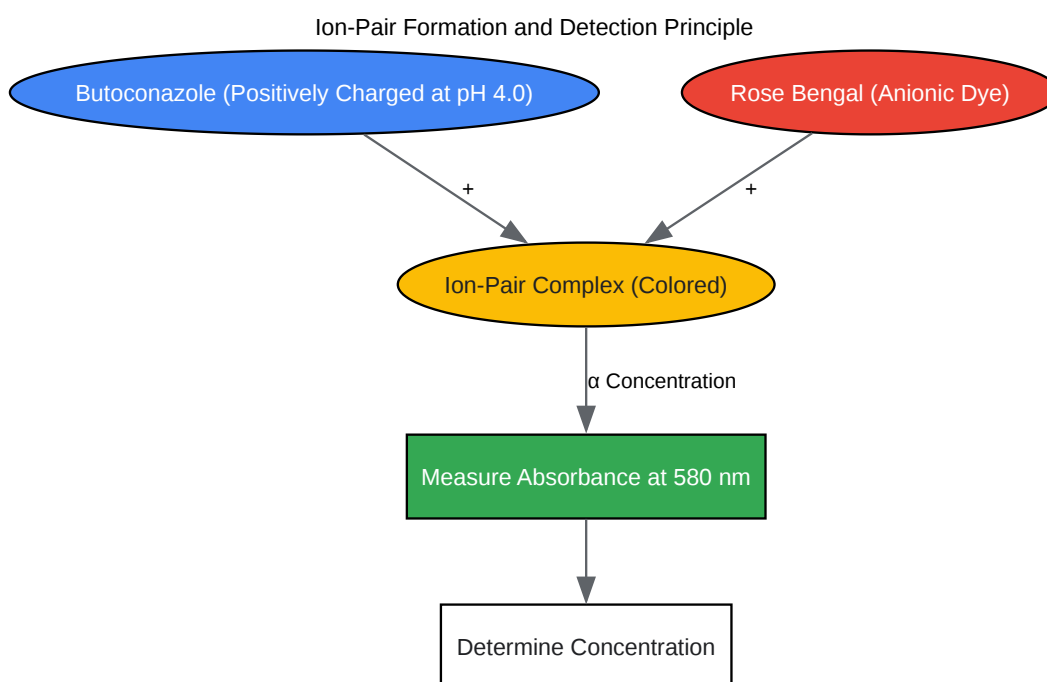 Ion-Pair Formation and Detection Principle
Butoconazole (Positively Charged at pH 4.0)
Rose Bengal (Anionic Dye)
+
+
Ion-Pair Complex (Colored)
α Concentration
Measure Absorbance at 580 nm
Determine Concentration